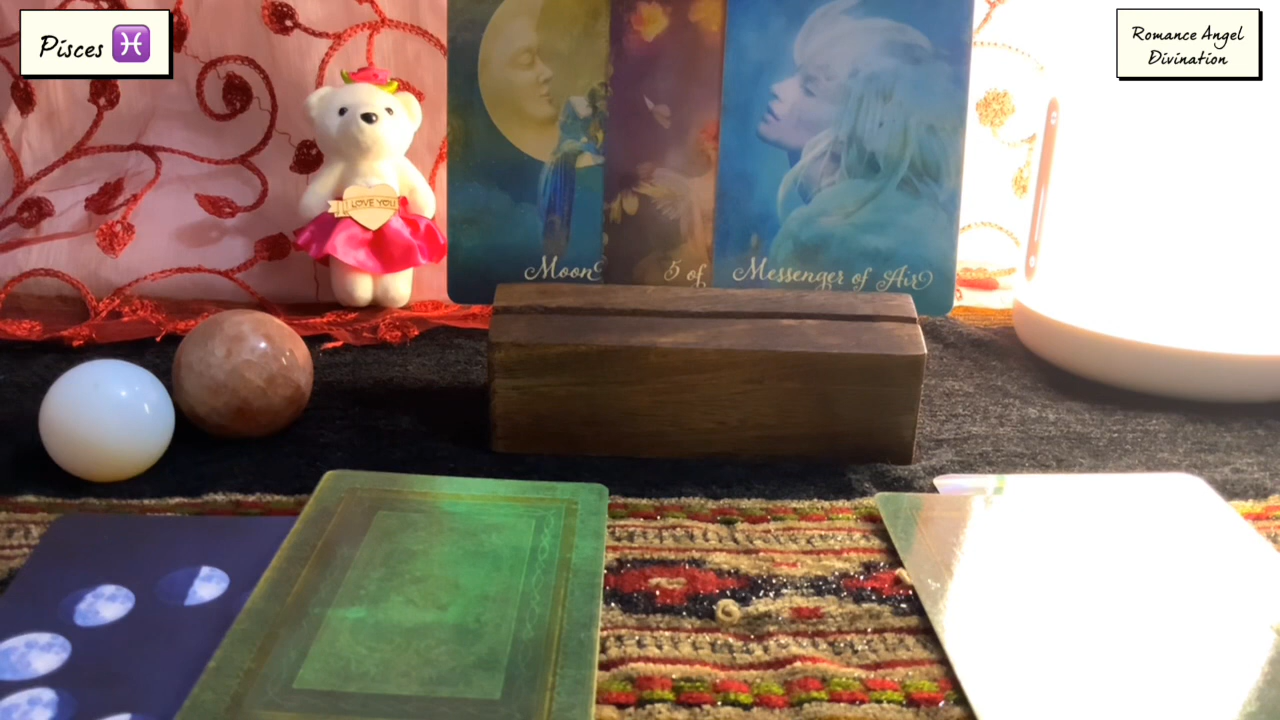 Pisces ♓
Romance Angel
Divination
I LOVE YOU
Moon
5 of
Messenger of Air